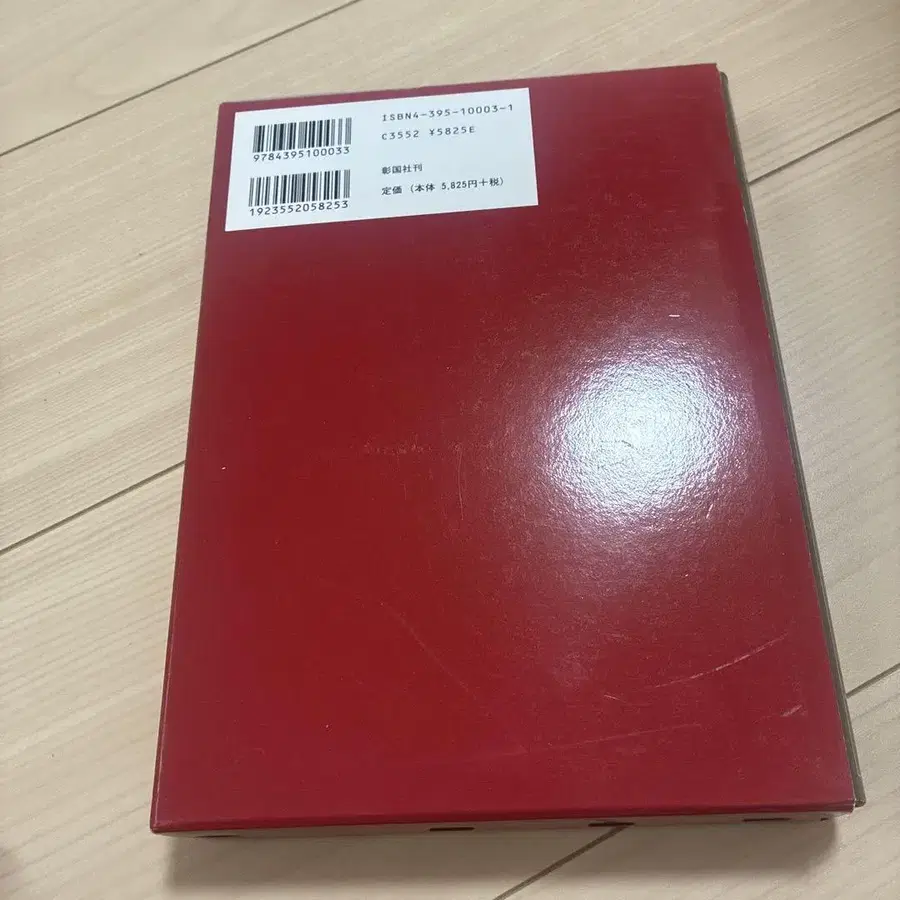 ISBN4-395-10003-1
C3552 ¥5825E
9784395100033
彰国社刊
定価 (本体 5,825円+税)
1923552058253